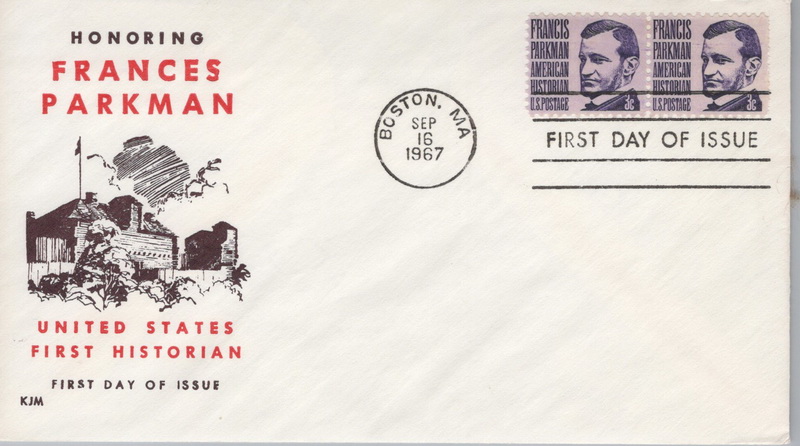 HONORING
FRANCES
PARKMAN
UNITED STATES
FIRST HISTORIAN
FIRST DAY OF ISSUE
KJM
BOSTON, MA
SEP
16
1967
FRANCIS
PARKMAN
AMERICAN
HISTORIAN
U.S. POSTAGE 3c
FRANCIS
PARKMAN
AMERICAN
HISTORIAN
U.S. POSTAGE 3c
FIRST DAY OF ISSUE